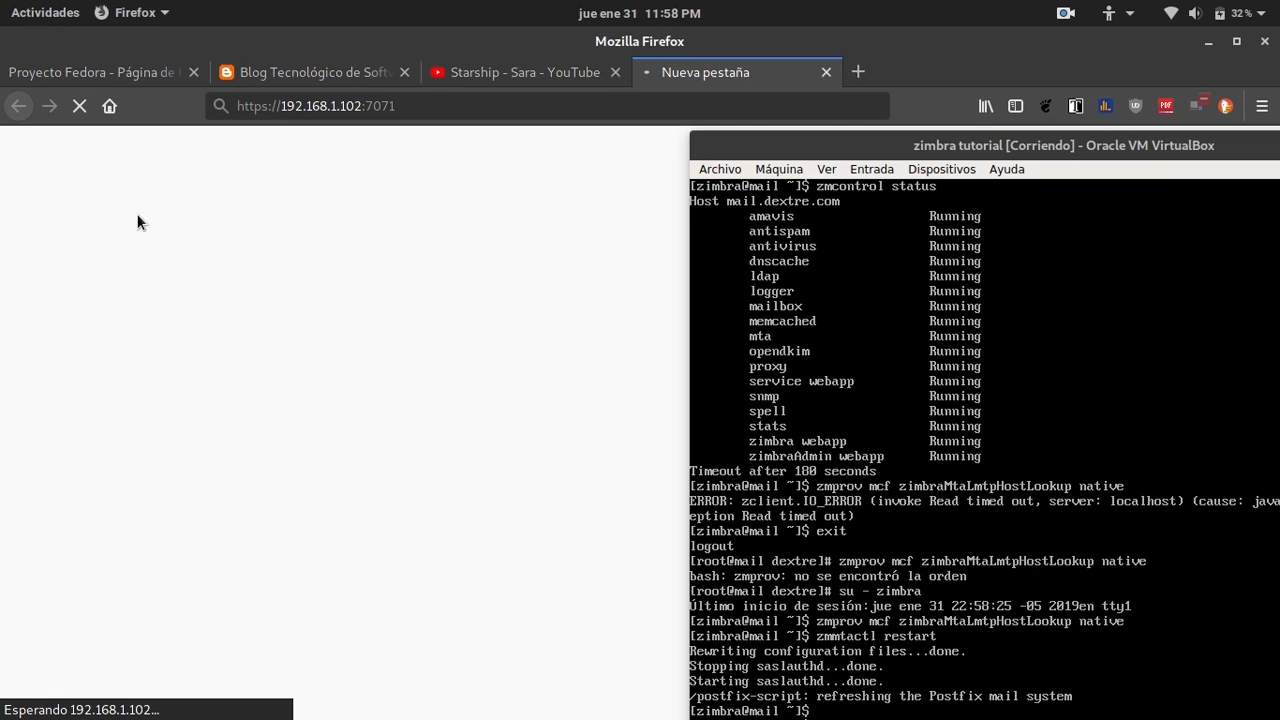 Actividades Firefox jue ene 31 11:58 PM 32%
Mozilla Firefox
Proyecto Fedora - Página de Blog Tecnológico de Soft Starship - Sara - YouTube Nueva pestaña
https://192.168.1.102:7071
zimbra tutorial [Corriendo] - Oracle VM VirtualBox
Archivo Máquina Ver Entrada Dispositivos Ayuda
[zimbra@mail ~]$ zmcontrol status
Host mail.dextre.com
amavis Running
antispam Running
antivirus Running
dnscache Running
ldap Running
logger Running
mailbox Running
memcached Running
mta Running
opendkim Running
proxy Running
service webapp Running
snmp Running
spell Running
stats Running
zimbra webapp Running
zimbraAdmin webapp Running
Timeout after 180 seconds
[zimbra@mail ~]$ zmprov mcf zimbraMtaLmtpHostLookup native
ERROR: zclient.IO_ERROR (invoke Read timed out, server: localhost) (cause: java
eption Read timed out)
[zimbra@mail ~]$ exit
logout
[root@mail dextre]# zmprov mcf zimbraMtaLmtpHostLookup native
bash: zmprov: no se encontró la orden
[root@mail dextre]# su - zimbra
Último inicio de sesión:jue ene 31 22:58:25 -05 2019en tty1
[zimbra@mail ~]$ zmprov mcf zimbraMtaLmtpHostLookup native
[zimbra@mail ~]$ zmmtactl restart
Rewriting configuration files...done.
Stopping saslauthd...done.
Starting saslauthd...done.
/postfix-script: refreshing the Postfix mail system
[zimbra@mail ~]$
Esperando 192.168.1.102...